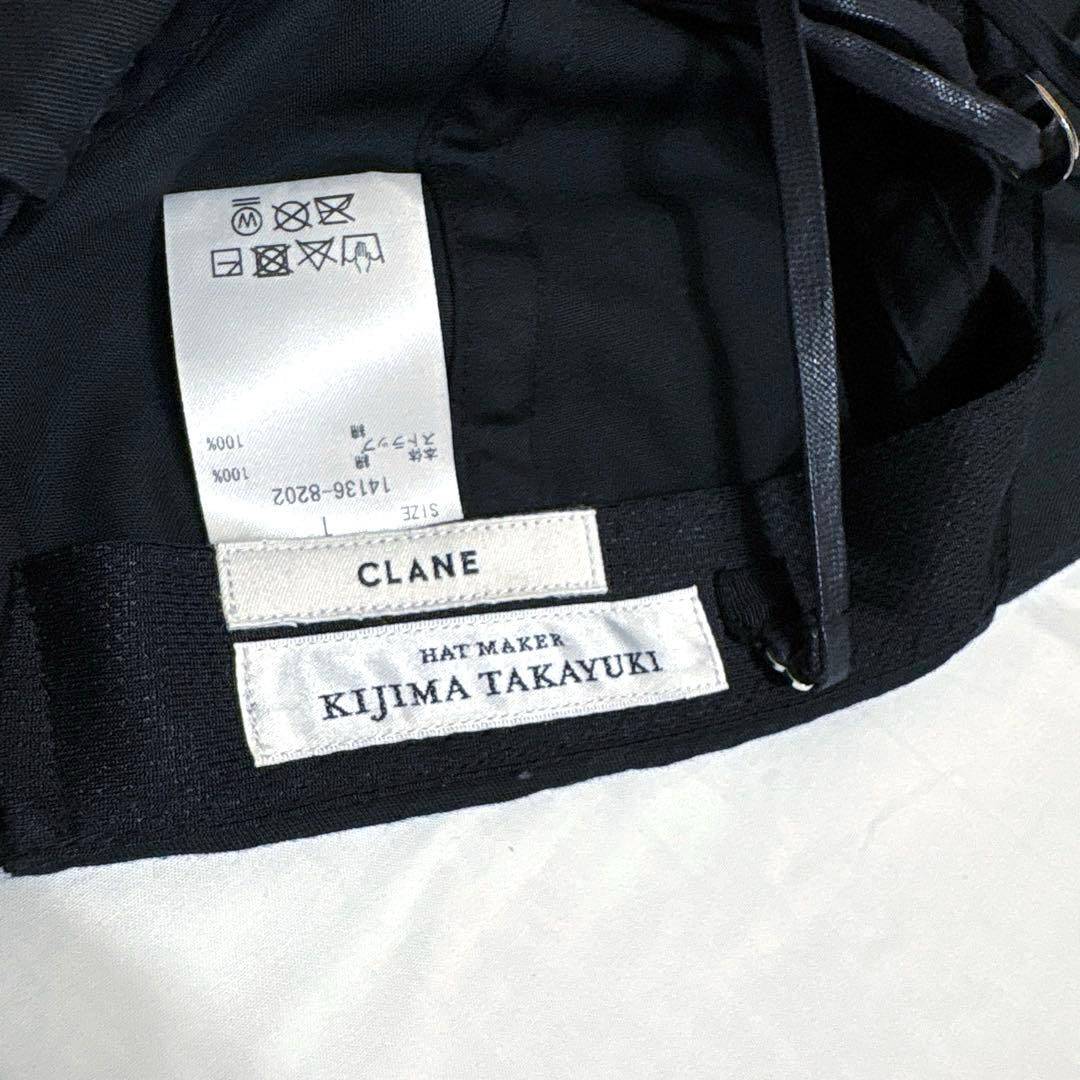 SIZE
14136-8202
本体 綿 100%
ストラップ 綿 100%
W
CLANE
HAT MAKER
KIJIMA TAKAYUKI